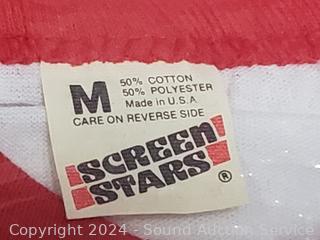 M
50% COTTON
50% POLYESTER
Made in U.S.A.
CARE ON REVERSE SIDE
SCREEN
STARS
®
Copyright 2024 - Sound Auction Service